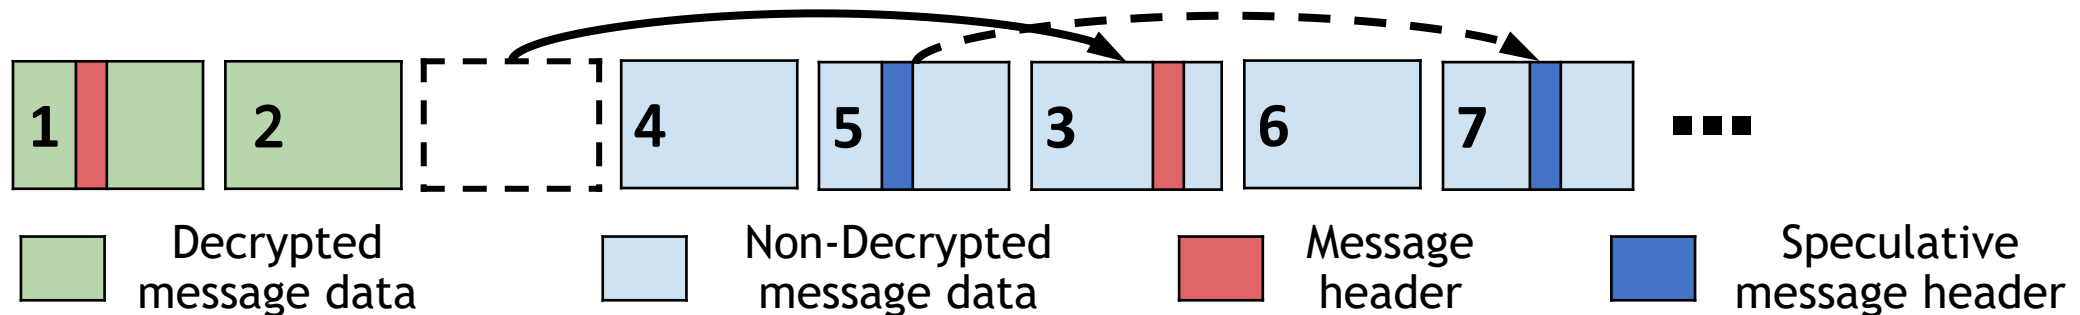 1 2 4 5 3 6 7
Decrypted
message data
Non-Decrypted
message data
Message
header
Speculative
message header